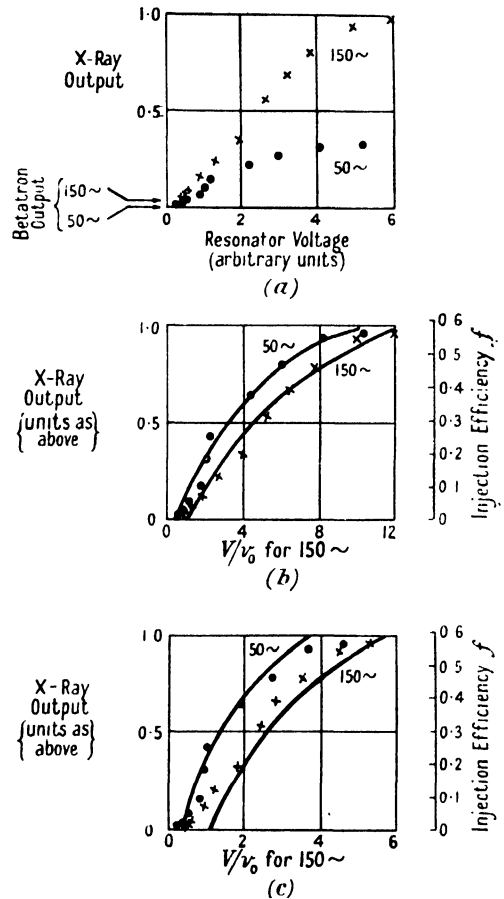 1.0
X-Ray
Output
0.5
150~
50~
Betatron
Output
150~
50~
0
2
4
6
Resonator Voltage
(arbitrary units)
(a)
1.0
0.6
50~
0.5
X-Ray
Output
{units as
above}
0.5
150~
0.4
0.3
0.2
0.1
0
0
Injection Efficiency f
0
4
8
12
V/v₀ for 150~
(b)
1.0
0.6
50~
0.5
X-Ray
Output
{units as
above}
0.5
150~
0.4
0.3
0.2
0.1
0
0
Injection Efficiency f
0
2
4
6
V/v₀ for 150~
(c)